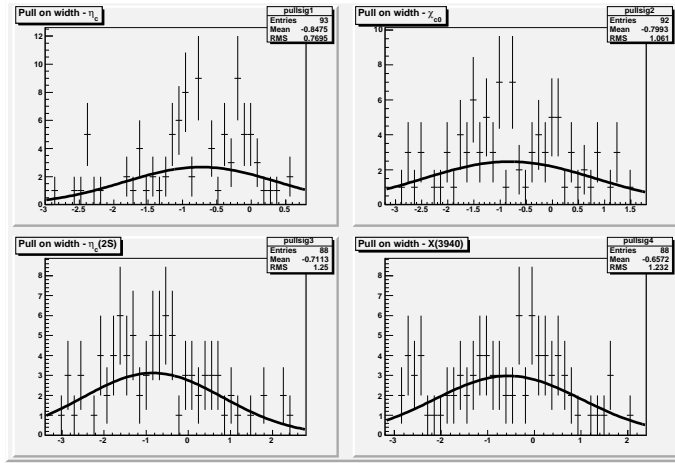 Pull on width - ηc
pullsig1
Entries 93
Mean -0.8475
RMS 0.7695
12
10
8
6
4
2
0
-3 -2.5 -2 -1.5 -1 -0.5 0 0.5
Pull on width - χc0
pullsig2
Entries 92
Mean -0.7993
RMS 1.061
10
8
6
4
2
0
-3 -2.5 -2 -1.5 -1 -0.5 0 0.5 1 1.5
Pull on width - ηc(2S)
pullsig3
Entries 88
Mean -0.7113
RMS 1.25
8
7
6
5
4
3
2
1
0
-3 -2 -1 0 1 2
Pull on width - X(3940)
pullsig4
Entries 88
Mean -0.6572
RMS 1.232
8
7
6
5
4
3
2
1
0
-3 -2 -1 0 1 2